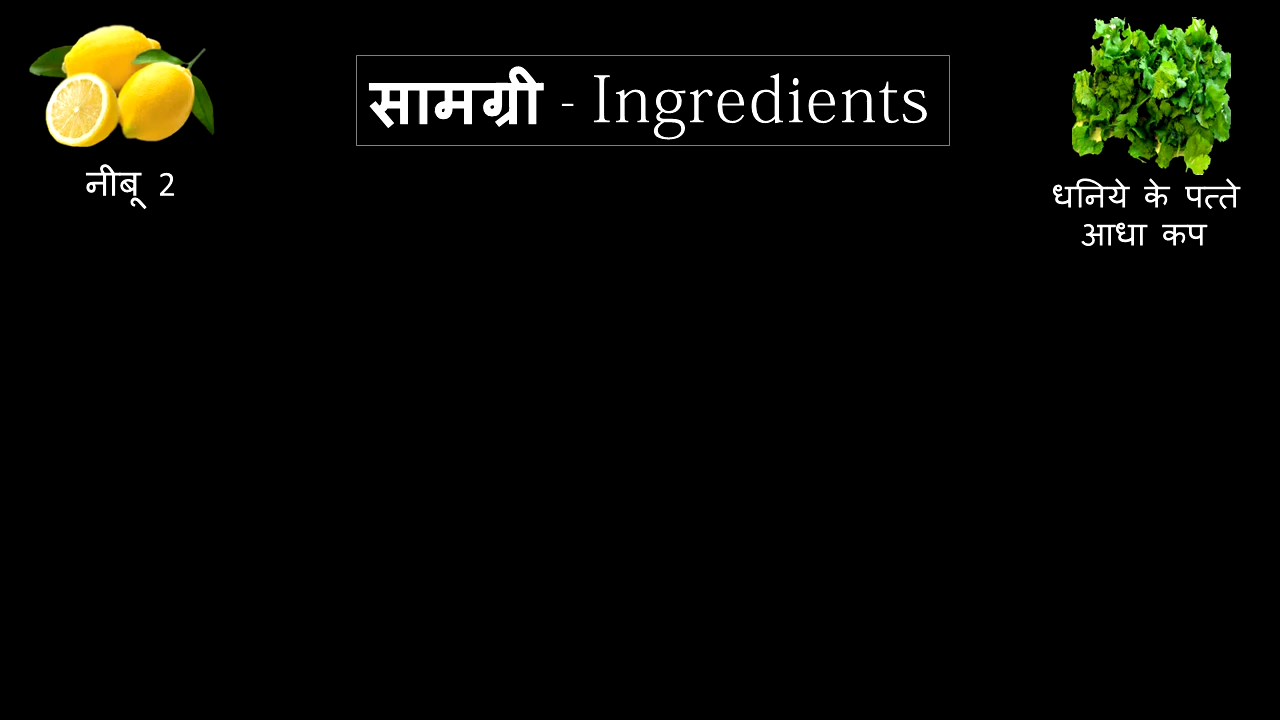 सामग्री - Ingredients
नीबू 2
धनिये के पत्ते
आधा कप